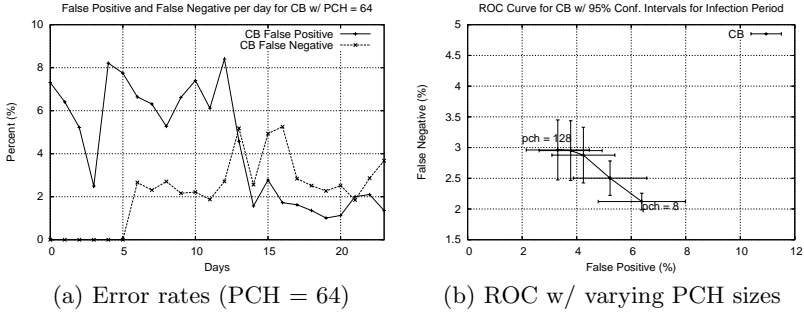 False Positive and False Negative per day for CB w/ PCH = 64
CB False Positive
CB False Negative
10
8
6
4
2
0
Percent (%)
0 5 10 15 20
Days
(a) Error rates (PCH = 64)
ROC Curve for CB w/ 95% Conf. Intervals for Infection Period
CB
5
4.5
4
3.5
3
2.5
2
1.5
False Negative (%)
pch = 128
pch = 8
0 2 4 6 8 10 12
False Positive (%)
(b) ROC w/ varying PCH sizes